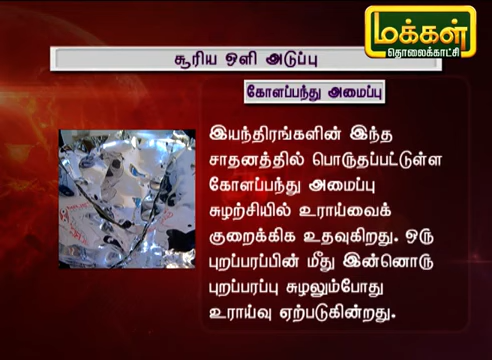 மக்கள்
தொலைக்காட்சி
சூரிய ஒளி அடுப்பு
கோளப்பந்து அமைப்பு
இயந்திரங்களின் இந்த
சாதனத்தில் பொருதப்பட்டுள்ள
கோளப்பந்து அமைப்பு
சுழற்சியில் உராய்வைக்
குறைக்கிக உதவுகிறது. ஒரு
புறப்பரப்பின் மீது இன்னொரு
புறப்பரப்பு சுழலும்போது
உராய்வு ஏற்படுகின்றது.